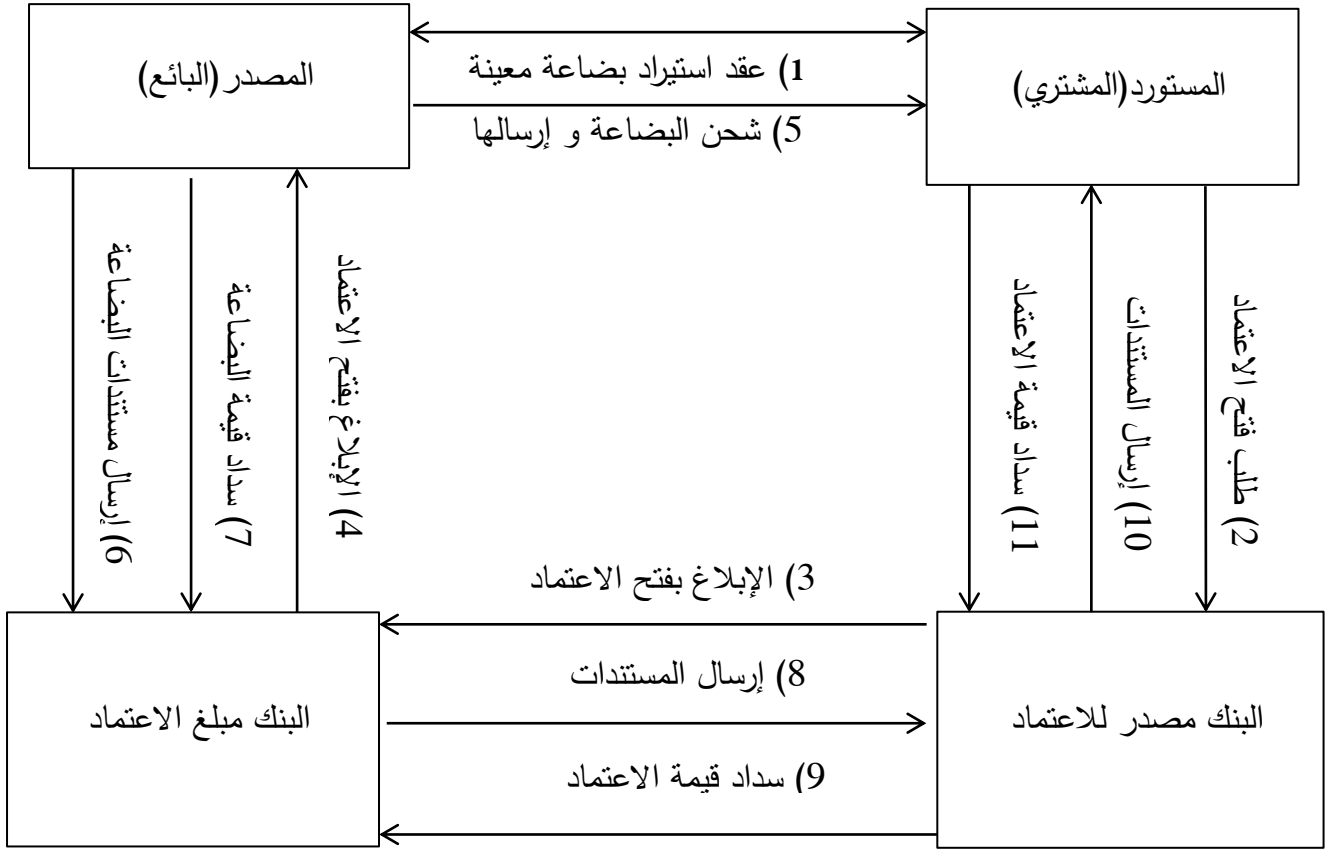 المستورد(المشتري)
المصدر(البائع)
1) عقد استيراد بضاعة معينة
5) شحن البضاعة و إرسالها
2) طلب فتح الاعتماد
10) إرسال المستندات
11) سداد قيمة الاعتماد
4) الإبلاغ بفتح الاعتماد
7) سداد قيمة البضاعة
6) إرسال مستندات البضاعة
3) الإبلاغ بفتح الاعتماد
8) إرسال المستندات
9) سداد قيمة الاعتماد
البنك مصدر للاعتماد
البنك مبلغ الاعتماد